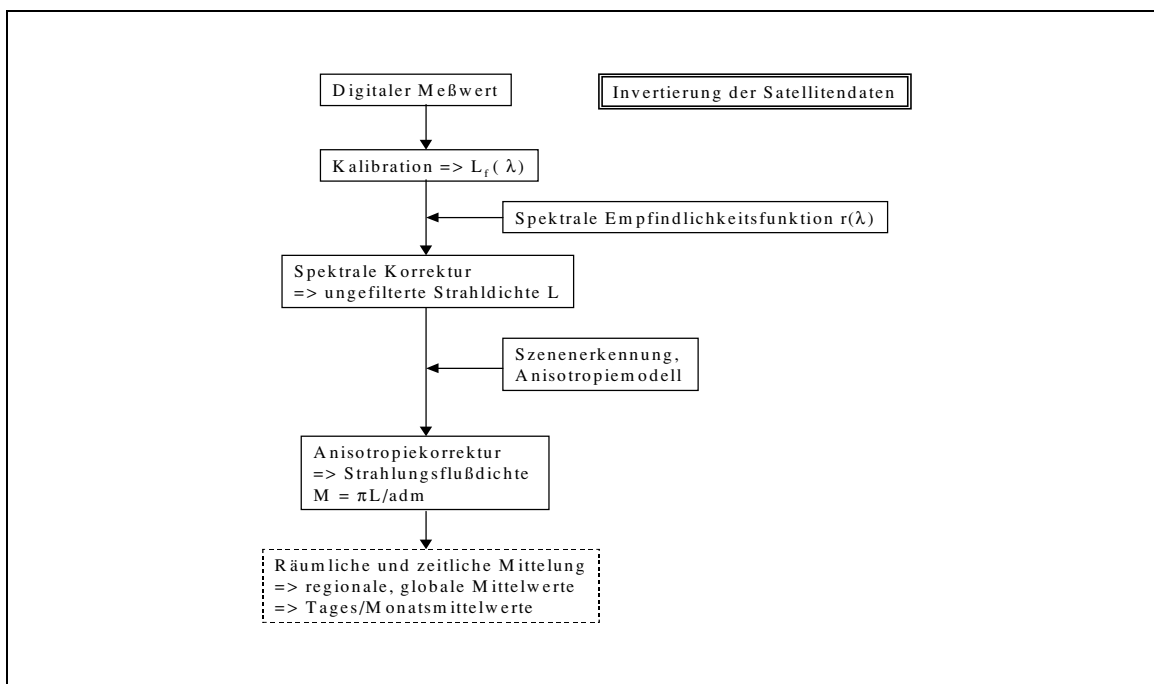 Digitaler Meßwert
Invertierung der Satellitendaten
Kalibration => L_f( λ)
Spektrale Empfindlichkeitsfunktion r(λ)
Spektrale Korrektur
=> ungefilterte Strahldichte L
Szenenerkennung,
Anisotropiemodell
Anisotropiekorrektur
=> Strahlungsflußdichte
M = πL/adm
Räumliche und zeitliche Mittelung
=> regionale, globale Mittelwerte
=> Tages/Monatsmittelwerte